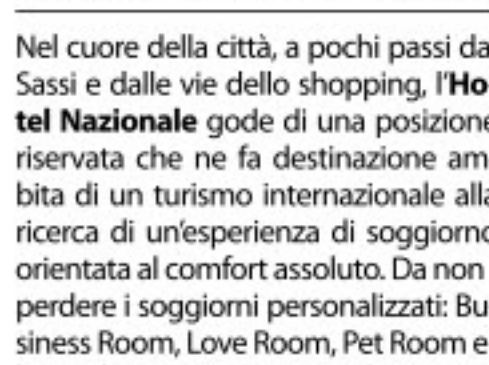 Nel cuore della città, a pochi passi da
Sassi e dalle vie dello shopping, l'Ho
tel Nazionale gode di una posizione
riservata che ne fa destinazione am
bita di un turismo internazionale alla
ricerca di un'esperienza di soggiorno
orientata al comfort assoluto. Da non
perdere i soggiorni personalizzati: Bu
siness Room, Love Room, Pet Room e